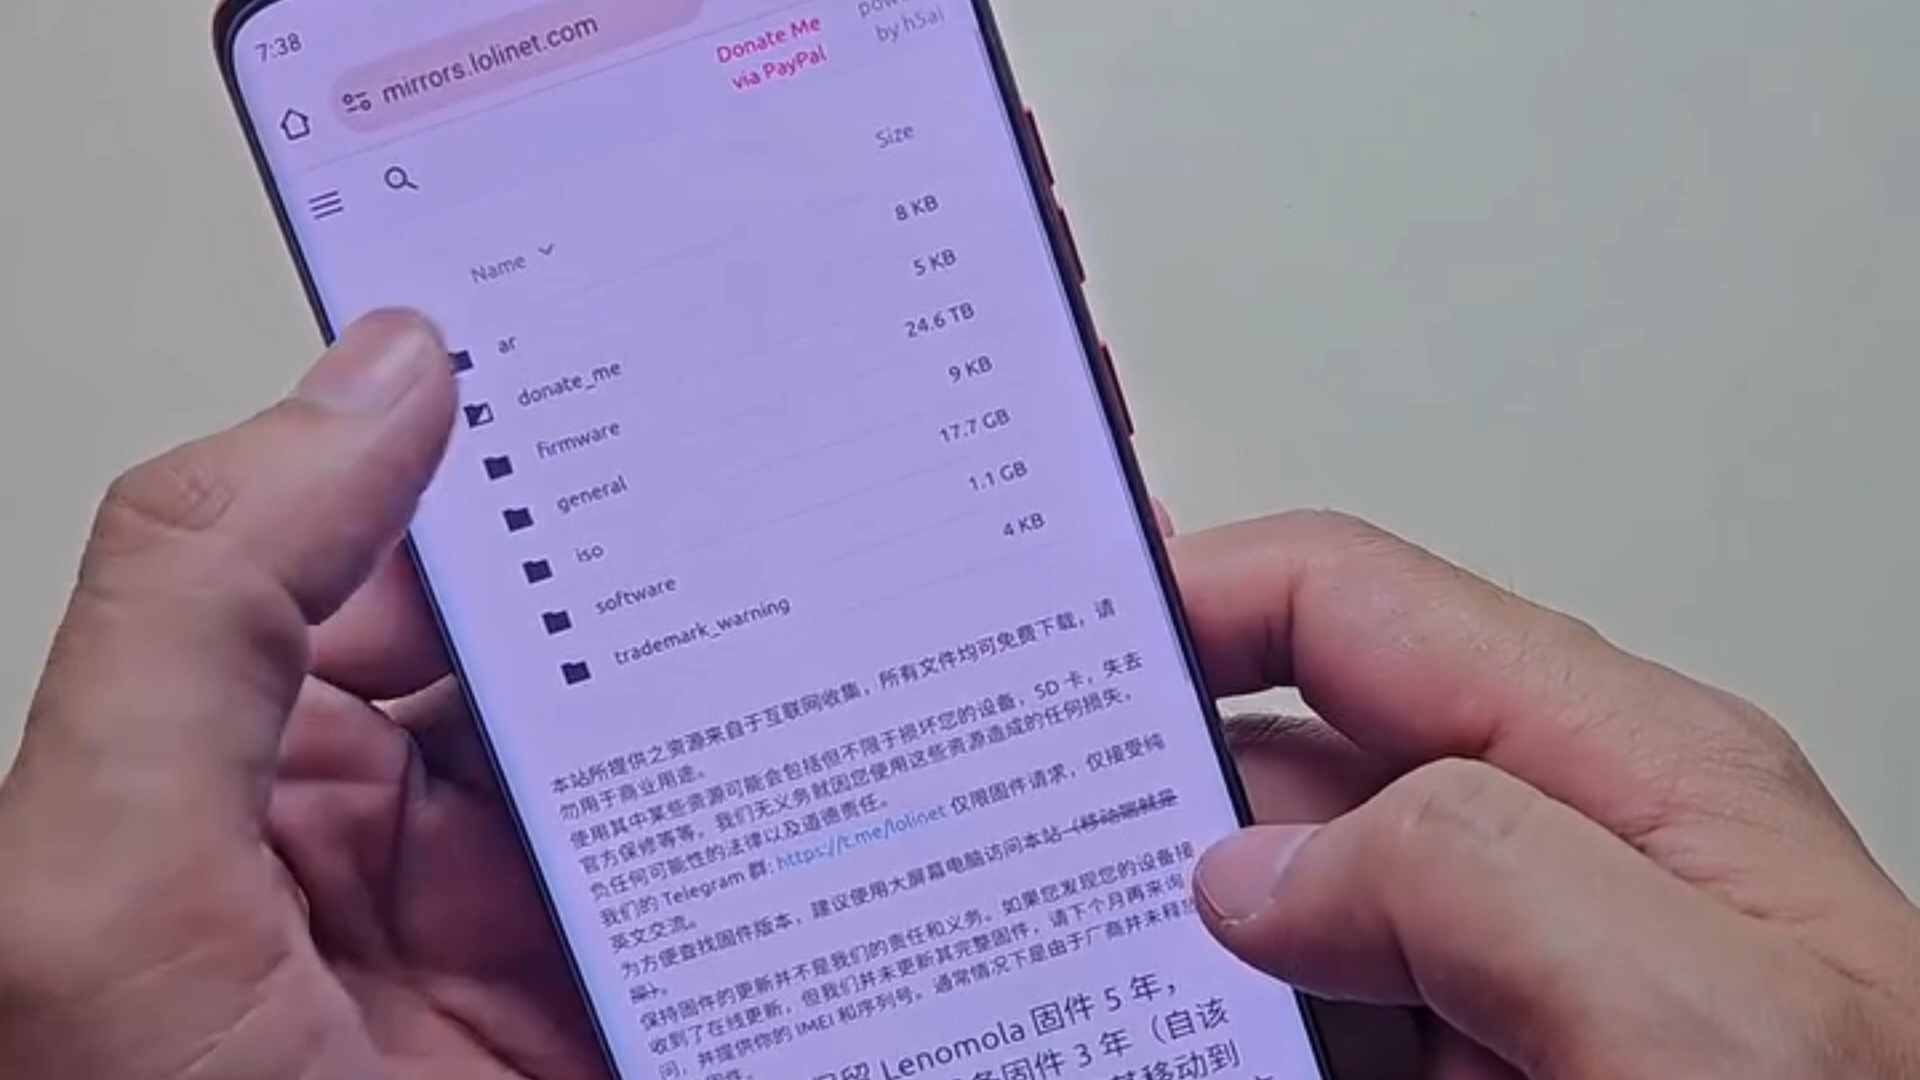 7:38
mirrors.lolinet.com
Donate Me
via PayPal
by h5ai
Size
Name
ar 8 KB
donate_me 5 KB
firmware 24.6 TB
general 9 KB
iso 17.7 GB
software 1.1 GB
trademark_warning 4 KB
本站所提供之资源来自于互联网收集，所有文件均可免费下载，请
勿用于商业用途。
使用其中某些资源可能会包括但不限于损坏您的设备，SD 卡，失去
官方保修等等，我们无义务就因您使用这些资源造成的任何损失，
负任何可能性的法律以及道德责任。
我们的 Telegram 群: https://t.me/lolinet 仅限固件请求，仅接受纯
英文交流。
为方便查找固件版本，建议使用大屏幕电脑访问本站（移动端就是
屎）。
保持固件的更新并不是我们的责任和义务。如果您发现您的设备接
收到了在线更新，但我们并未更新其完整固件，请下个月再来询
问，并提供你的 IMEI 和序列号。通常情况下是由于厂商并未释放
固件。
留 Lenomola 固件 5 年，
固件 3 年（自该
移动到